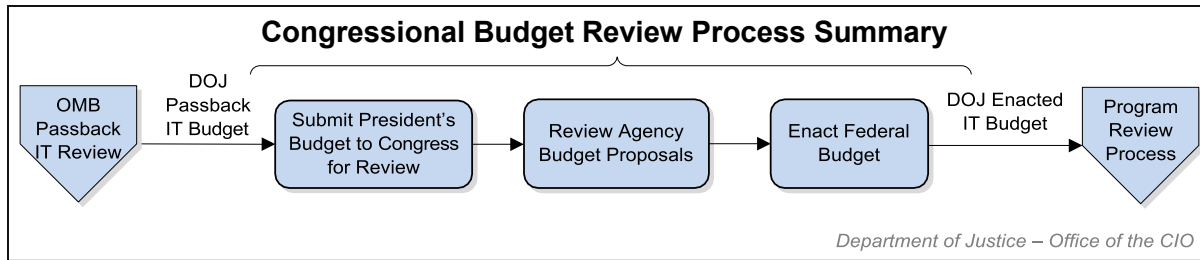 Congressional Budget Review Process Summary
OMB
Passback
IT Review
DOJ
Passback
IT Budget
Submit President's
Budget to Congress
for Review
Review Agency
Budget Proposals
Enact Federal
Budget
DOJ Enacted
IT Budget
Program
Review
Process
Department of Justice – Office of the CIO